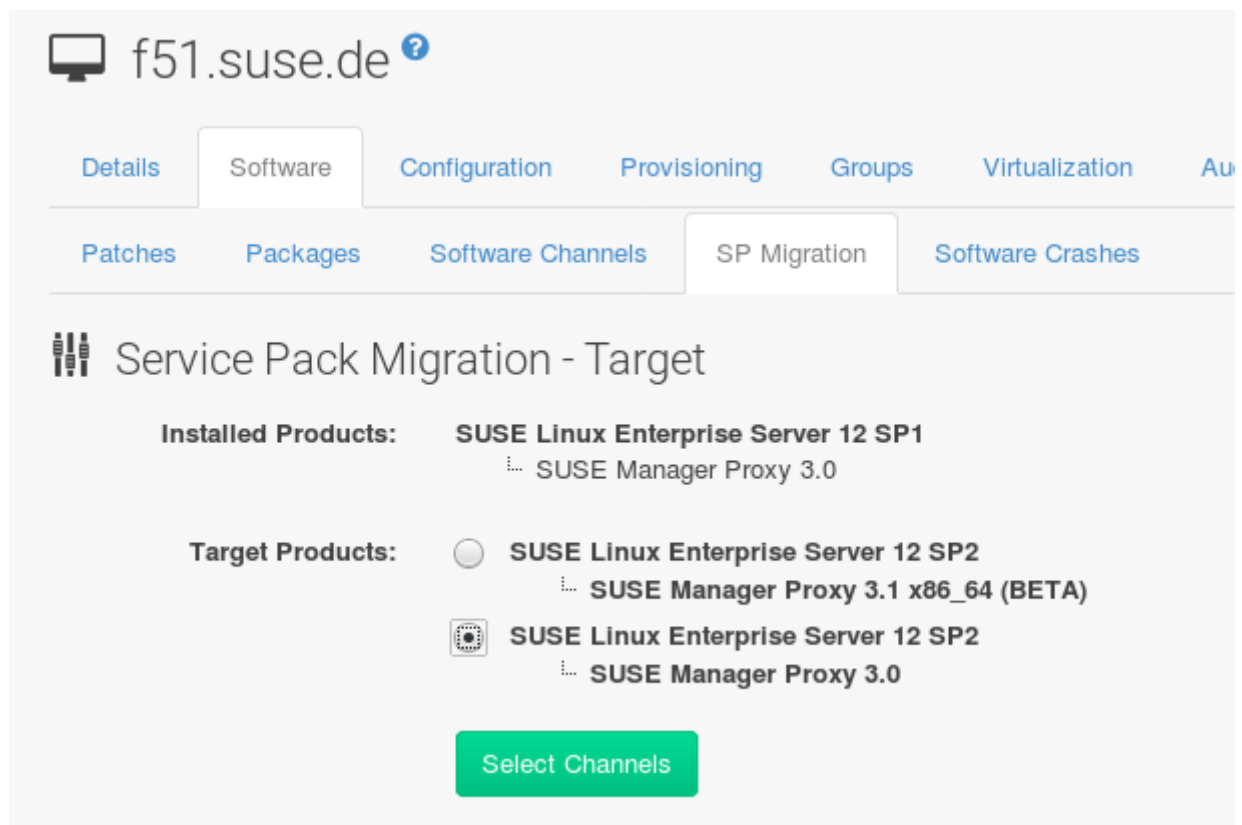 f51.suse.de ?
Details Software Configuration Provisioning Groups Virtualization Au
Patches Packages Software Channels SP Migration Software Crashes
Service Pack Migration - Target
Installed Products: SUSE Linux Enterprise Server 12 SP1
SUSE Manager Proxy 3.0
Target Products: SUSE Linux Enterprise Server 12 SP2
SUSE Manager Proxy 3.1 x86_64 (BETA)
SUSE Linux Enterprise Server 12 SP2
SUSE Manager Proxy 3.0
Select Channels